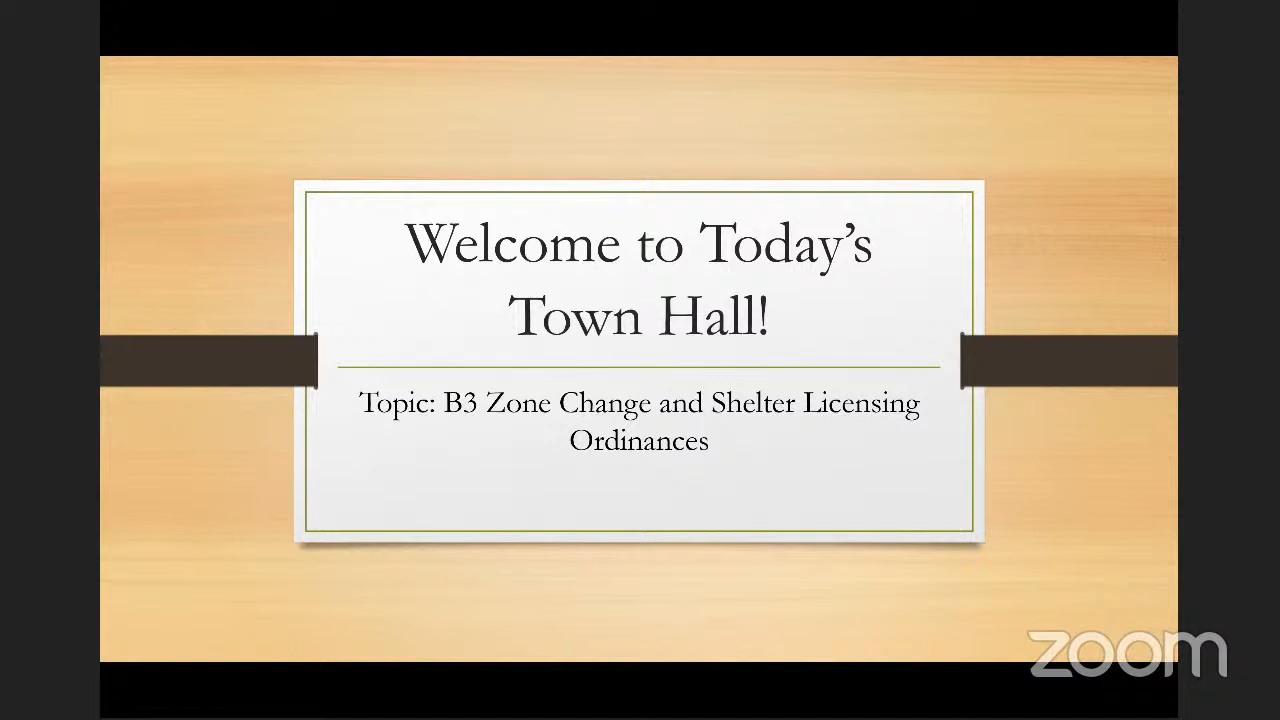 Welcome to Today’s
Town Hall!
Topic: B3 Zone Change and Shelter Licensing
Ordinances
zoom